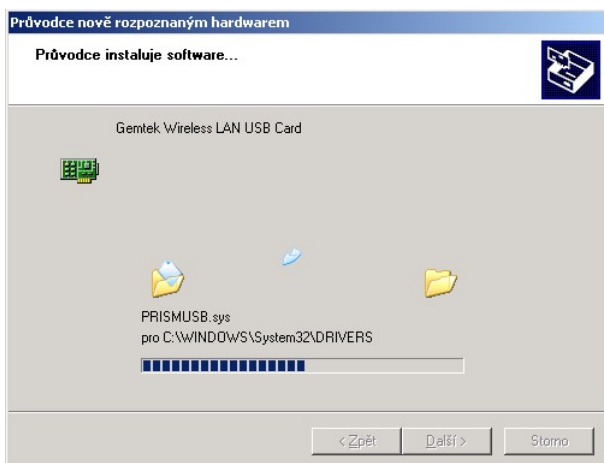 Průvodce nově rozpoznaným hardwarem
Průvodce instaluje software...
Gemtek Wireless LAN USB Card
PRISMUSB.sys
pro C:\WINDOWS\System32\DRIVERS
< Zpět
Další >
Storno